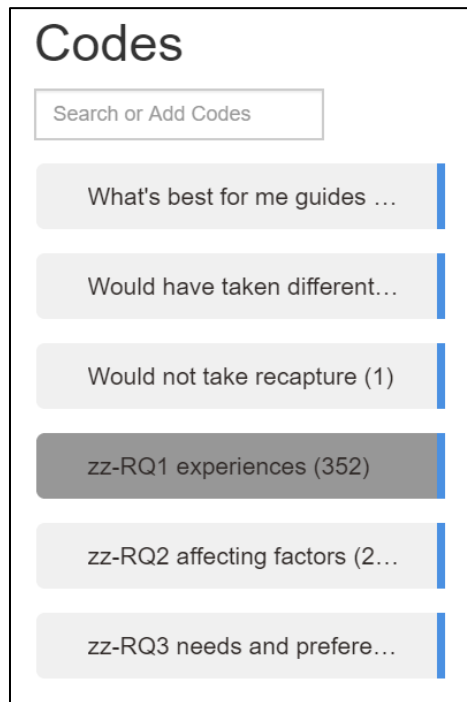 Codes
Search or Add Codes
What's best for me guides ...
Would have taken different...
Would not take recapture (1)
zz-RQ1 experiences (352)
zz-RQ2 affecting factors (2...
zz-RQ3 needs and prefere...